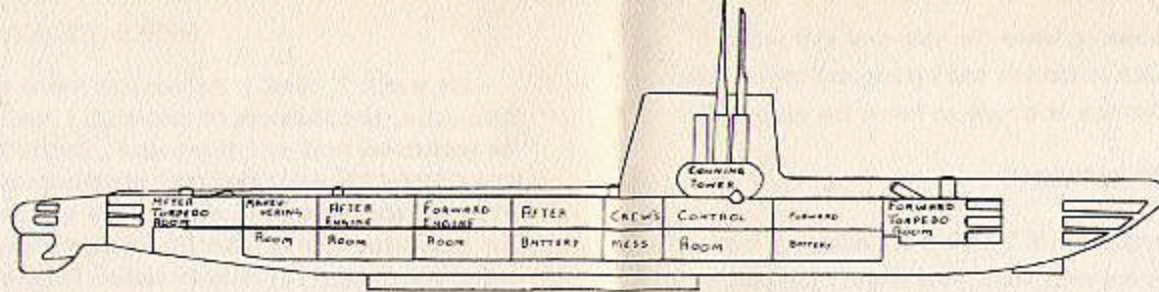 CONNING
TOWER
AFTER
TORPEDO
ROOM
MANEU-
VERING
ROOM
AFTER
ENGINE
ROOM
FORWARD
ENGINE
ROOM
AFTER
BATTERY
CREW'S
MESS
CONTROL
ROOM
FORWARD
BATTERY
FORWARD
TORPEDO
ROOM